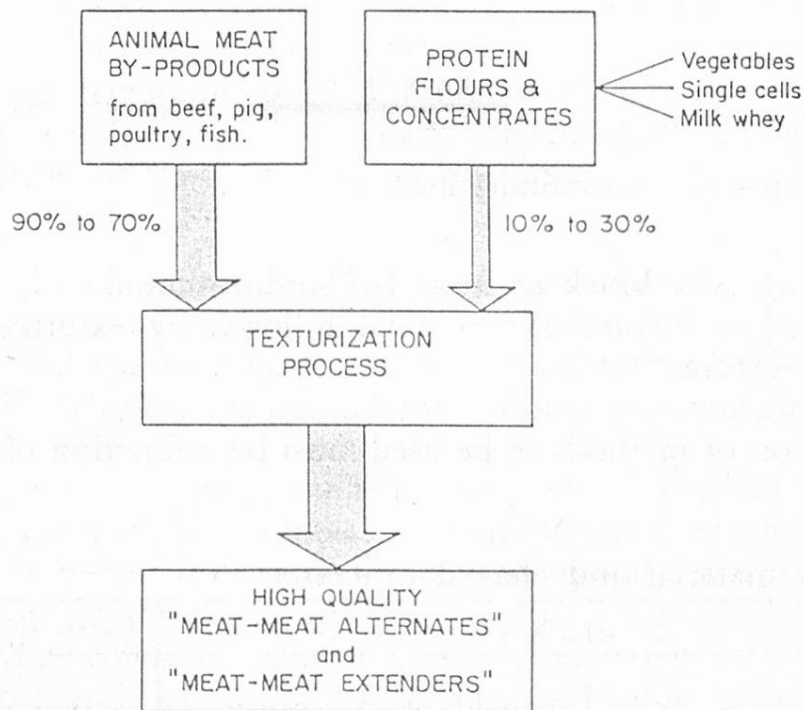 ANIMAL MEAT
BY-PRODUCTS
from beef, pig,
poultry, fish.
PROTEIN
FLOURS &
CONCENTRATES
Vegetables
Single cells
Milk whey
90% to 70%
10% to 30%
TEXTURIZATION
PROCESS
HIGH QUALITY
"MEAT-MEAT ALTERNATES"
and
"MEAT-MEAT EXTENDERS"